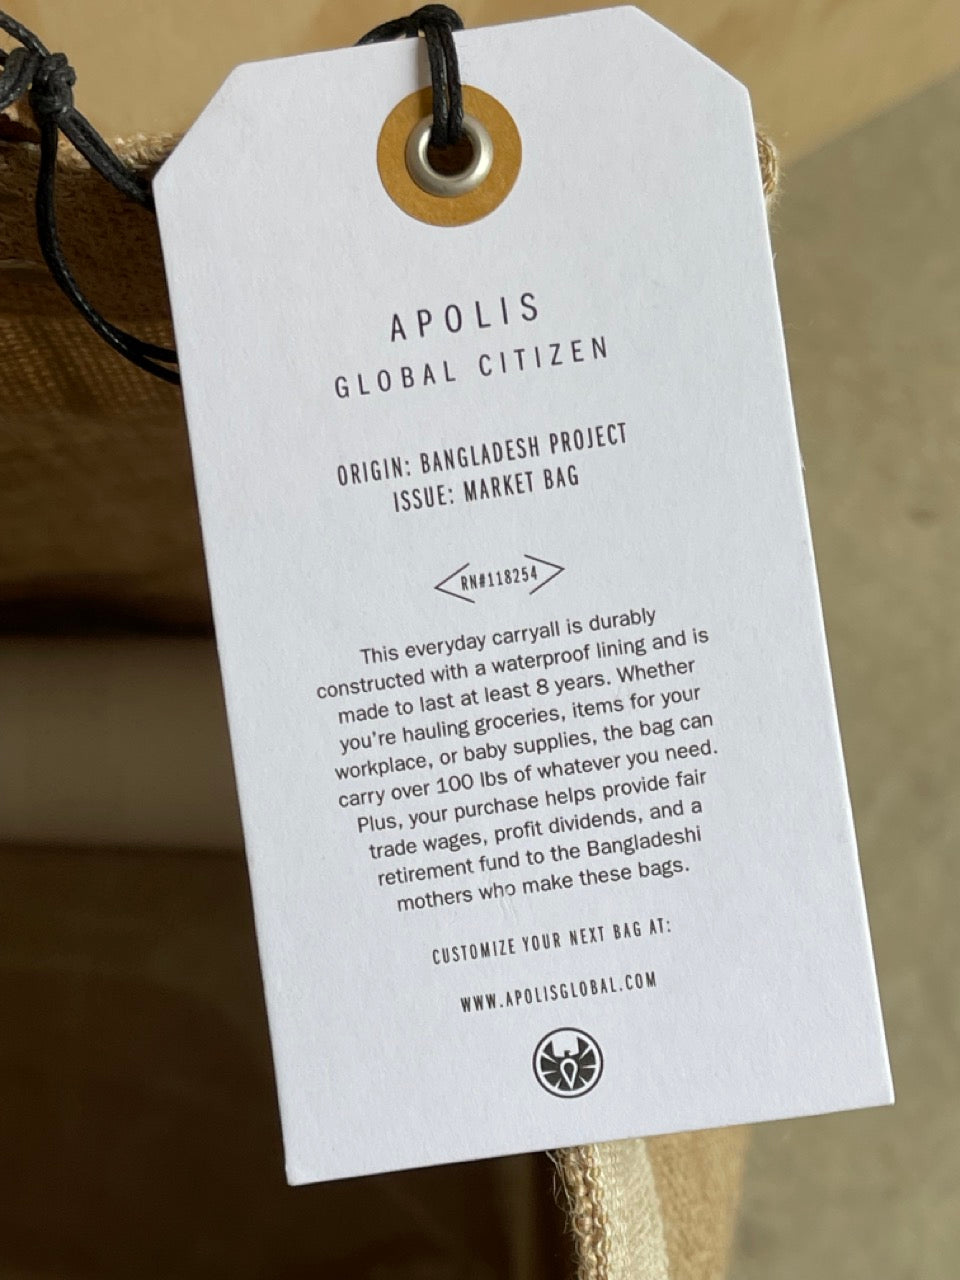 APOLIS
GLOBAL CITIZEN
ORIGIN: BANGLADESH PROJECT
ISSUE: MARKET BAG
RN#118254
This everyday carryall is durably
constructed with a waterproof lining and is
made to last at least 8 years. Whether
you're hauling groceries, items for your
workplace, or baby supplies, the bag can
carry over 100 lbs of whatever you need.
Plus, your purchase helps provide fair
trade wages, profit dividends, and a
retirement fund to the Bangladeshi
mothers who make these bags.
CUSTOMIZE YOUR NEXT BAG AT:
WWW.APOLISGLOBAL.COM